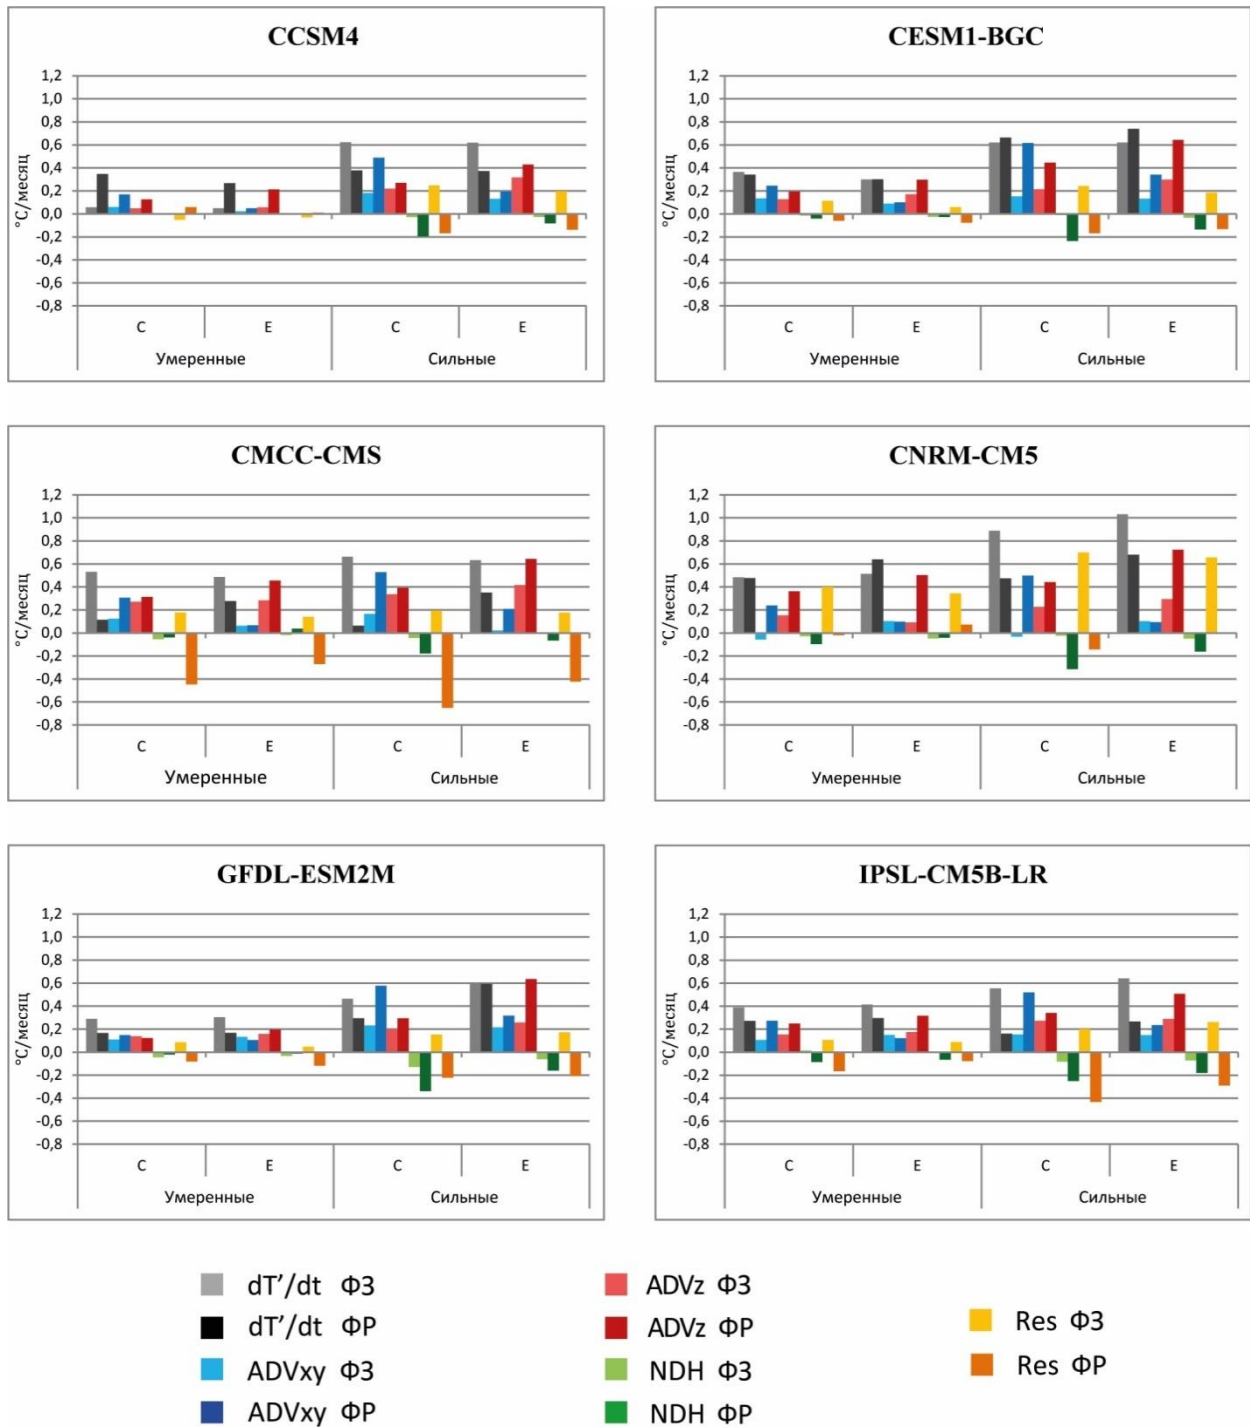 CCSM4
°C/месяц
1,2
1,0
0,8
0,6
0,4
0,2
0,0
-0,2
-0,4
-0,6
-0,8
C E C E
Умеренные Сильные
CESM1-BGC
°C/месяц
1,2
1,0
0,8
0,6
0,4
0,2
0,0
-0,2
-0,4
-0,6
-0,8
C E C E
Умеренные Сильные
CMCC-CMS
°C/месяц
1,2
1,0
0,8
0,6
0,4
0,2
0,0
-0,2
-0,4
-0,6
-0,8
C E C E
Умеренные Сильные
CNRM-CM5
°C/месяц
1,2
1,0
0,8
0,6
0,4
0,2
0,0
-0,2
-0,4
-0,6
-0,8
C E C E
Умеренные Сильные
GFDL-ESM2M
°C/месяц
1,2
1,0
0,8
0,6
0,4
0,2
0,0
-0,2
-0,4
-0,6
-0,8
C E C E
Умеренные Сильные
IPSL-CM5B-LR
°C/месяц
1,2
1,0
0,8
0,6
0,4
0,2
0,0
-0,2
-0,4
-0,6
-0,8
C E C E
Умеренные Сильные
dT’/dt ФЗ
dT’/dt ФР
ADVxy ФЗ
ADVxy ФР
ADVz ФЗ
ADVz ФР
NDH ФЗ
NDH ФР
Res ФЗ
Res ФР